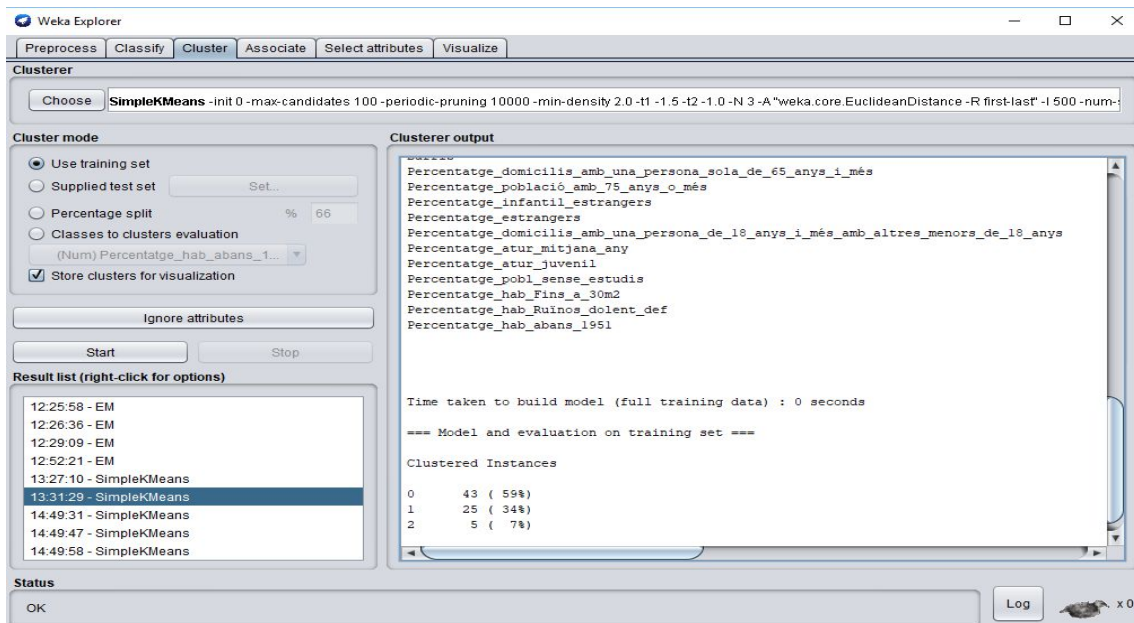 Weka Explorer
Preprocess Classify Cluster Associate Select attributes Visualize
Clusterer
Choose SimpleKMeans -init 0 -max-candidates 100 -periodic-pruning 10000 -min-density 2.0 -t1 -1.5 -t2 -1.0 -N 3 -A "weka.core.EuclideanDistance -R first-last" -I 500 -num-
Cluster mode
Use training set
Supplied test set Set...
Percentage split % 66
Classes to clusters evaluation
(Num) Percentatge_hab_abans_1...
Store clusters for visualization
Ignore attributes
Start Stop
Result list (right-click for options)
12:25:58 - EM
12:26:36 - EM
12:29:09 - EM
12:52:21 - EM
13:27:10 - SimpleKMeans
13:31:29 - SimpleKMeans
14:49:31 - SimpleKMeans
14:49:47 - SimpleKMeans
14:49:58 - SimpleKMeans
Clusterer output
Percentatge_domicilis_amb_una_persona_sola_de_65_anys_i_més
Percentatge_població_amb_75_anys_o_més
Percentatge_infantil_estrangers
Percentatge_estrangers
Percentatge_domicilis_amb_una_persona_de_18_anys_i_més_amb_altres_menors_de_18_anys
Percentatge_atur_mitjana_any
Percentatge_atur_juvenil
Percentatge_pobl_sense_estudis
Percentatge_hab_Fins_a_30m2
Percentatge_hab_Ruïnos_dolent_def
Percentatge_hab_abans_1951
Time taken to build model (full training data) : 0 seconds
=== Model and evaluation on training set ===
Clustered Instances
0 43 ( 59%)
1 25 ( 34%)
2 5 ( 7%)
Status
OK
Log x 0